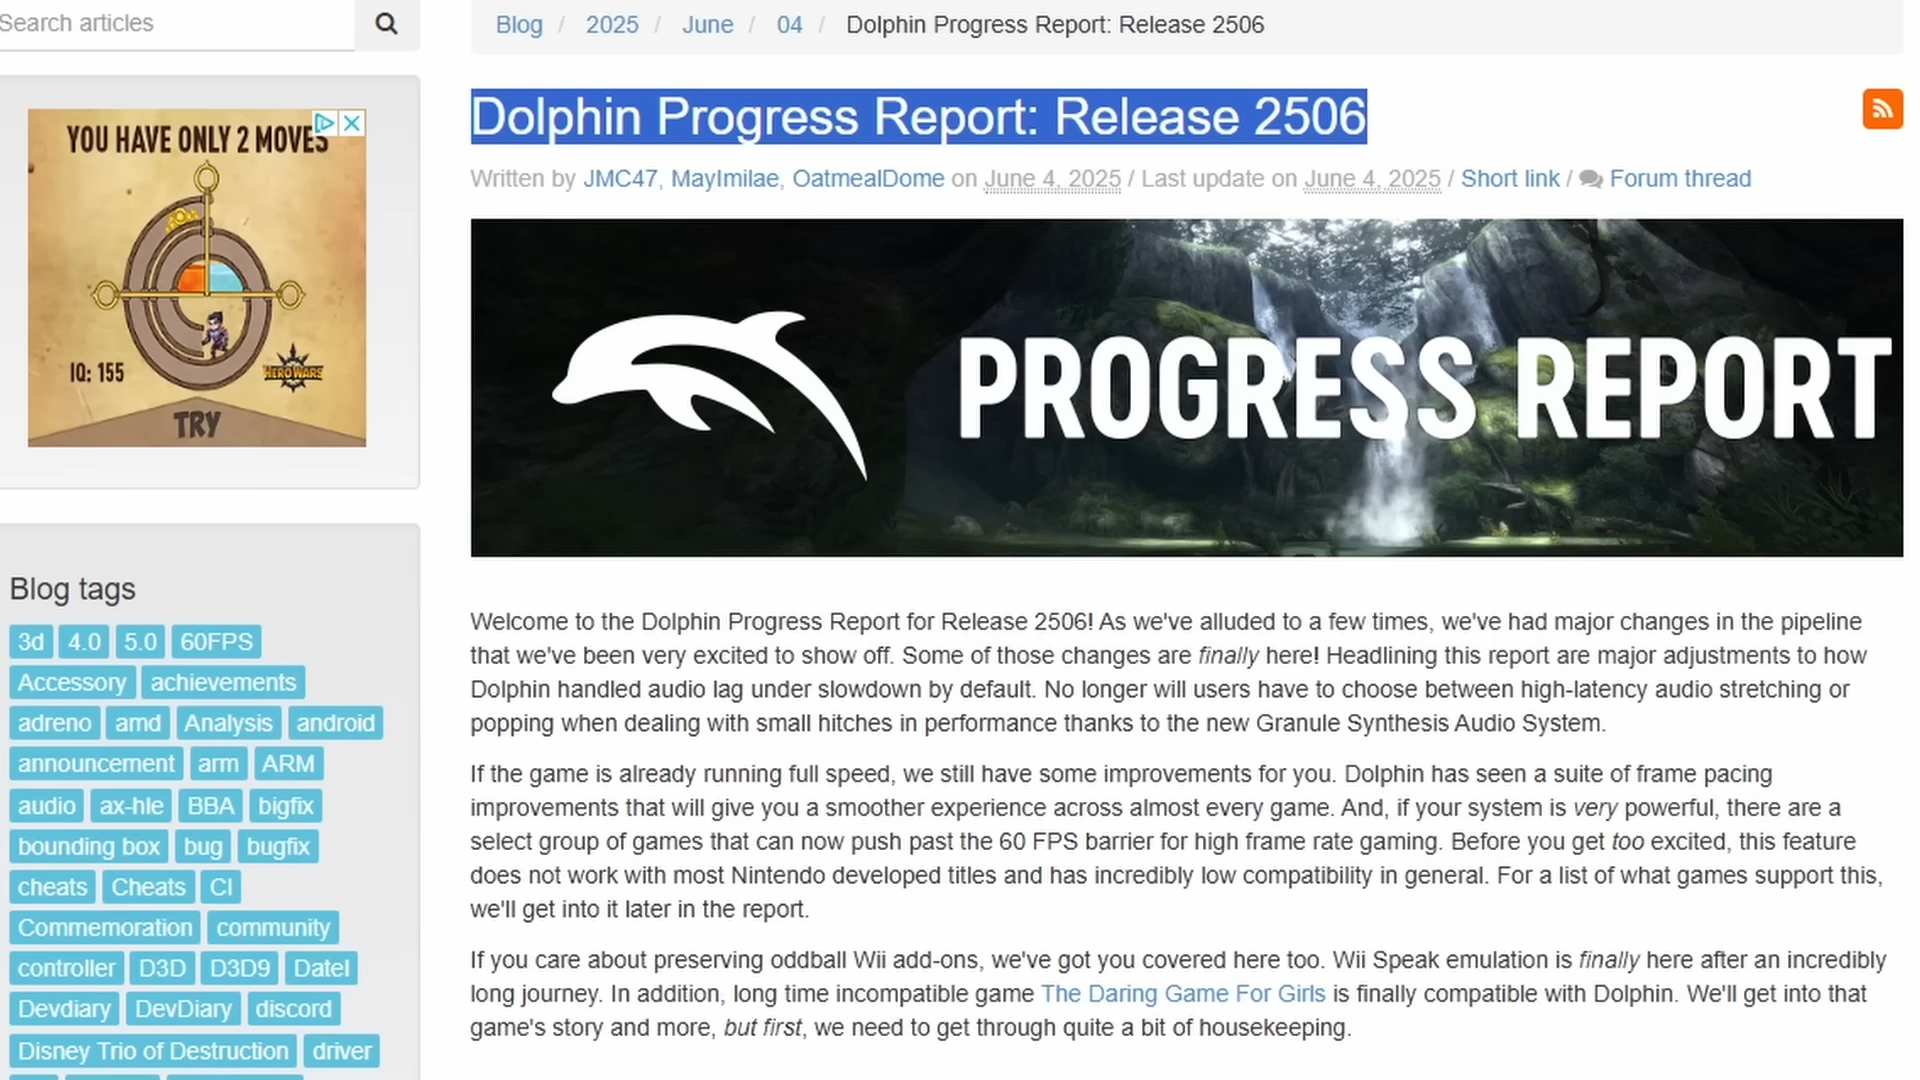 Search articles
Blog / 2025 / June / 04 / Dolphin Progress Report: Release 2506
YOU HAVE ONLY 2 MOVES
IQ: 155
HERO WARS
TRY
Dolphin Progress Report: Release 2506
Written by JMC47, MayImilae, OatmealDome on June 4, 2025 / Last update on June 4, 2025 / Short link / Forum thread
PROGRESS REPORT
Blog tags
3d 4.0 5.0 60FPS
Accessory achievements
adreno amd Analysis android
announcement arm ARM
audio ax-hle BBA bigfix
bounding box bug bugfix
cheats Cheats CI
Commemoration community
controller D3D D3D9 Datel
Devdiary DevDiary discord
Disney Trio of Destruction driver
Welcome to the Dolphin Progress Report for Release 2506! As we've alluded to a few times, we've had major changes in the pipeline
that we've been very excited to show off. Some of those changes are finally here! Headlining this report are major adjustments to how
Dolphin handled audio lag under slowdown by default. No longer will users have to choose between high-latency audio stretching or
popping when dealing with small hitches in performance thanks to the new Granule Synthesis Audio System.
If the game is already running full speed, we still have some improvements for you. Dolphin has seen a suite of frame pacing
improvements that will give you a smoother experience across almost every game. And, if your system is very powerful, there are a
select group of games that can now push past the 60 FPS barrier for high frame rate gaming. Before you get too excited, this feature
does not work with most Nintendo developed titles and has incredibly low compatibility in general. For a list of what games support this,
we'll get into it later in the report.
If you care about preserving oddball Wii add-ons, we've got you covered here too. Wii Speak emulation is finally here after an incredibly
long journey. In addition, long time incompatible game The Daring Game For Girls is finally compatible with Dolphin. We'll get into that
game's story and more, but first, we need to get through quite a bit of housekeeping.